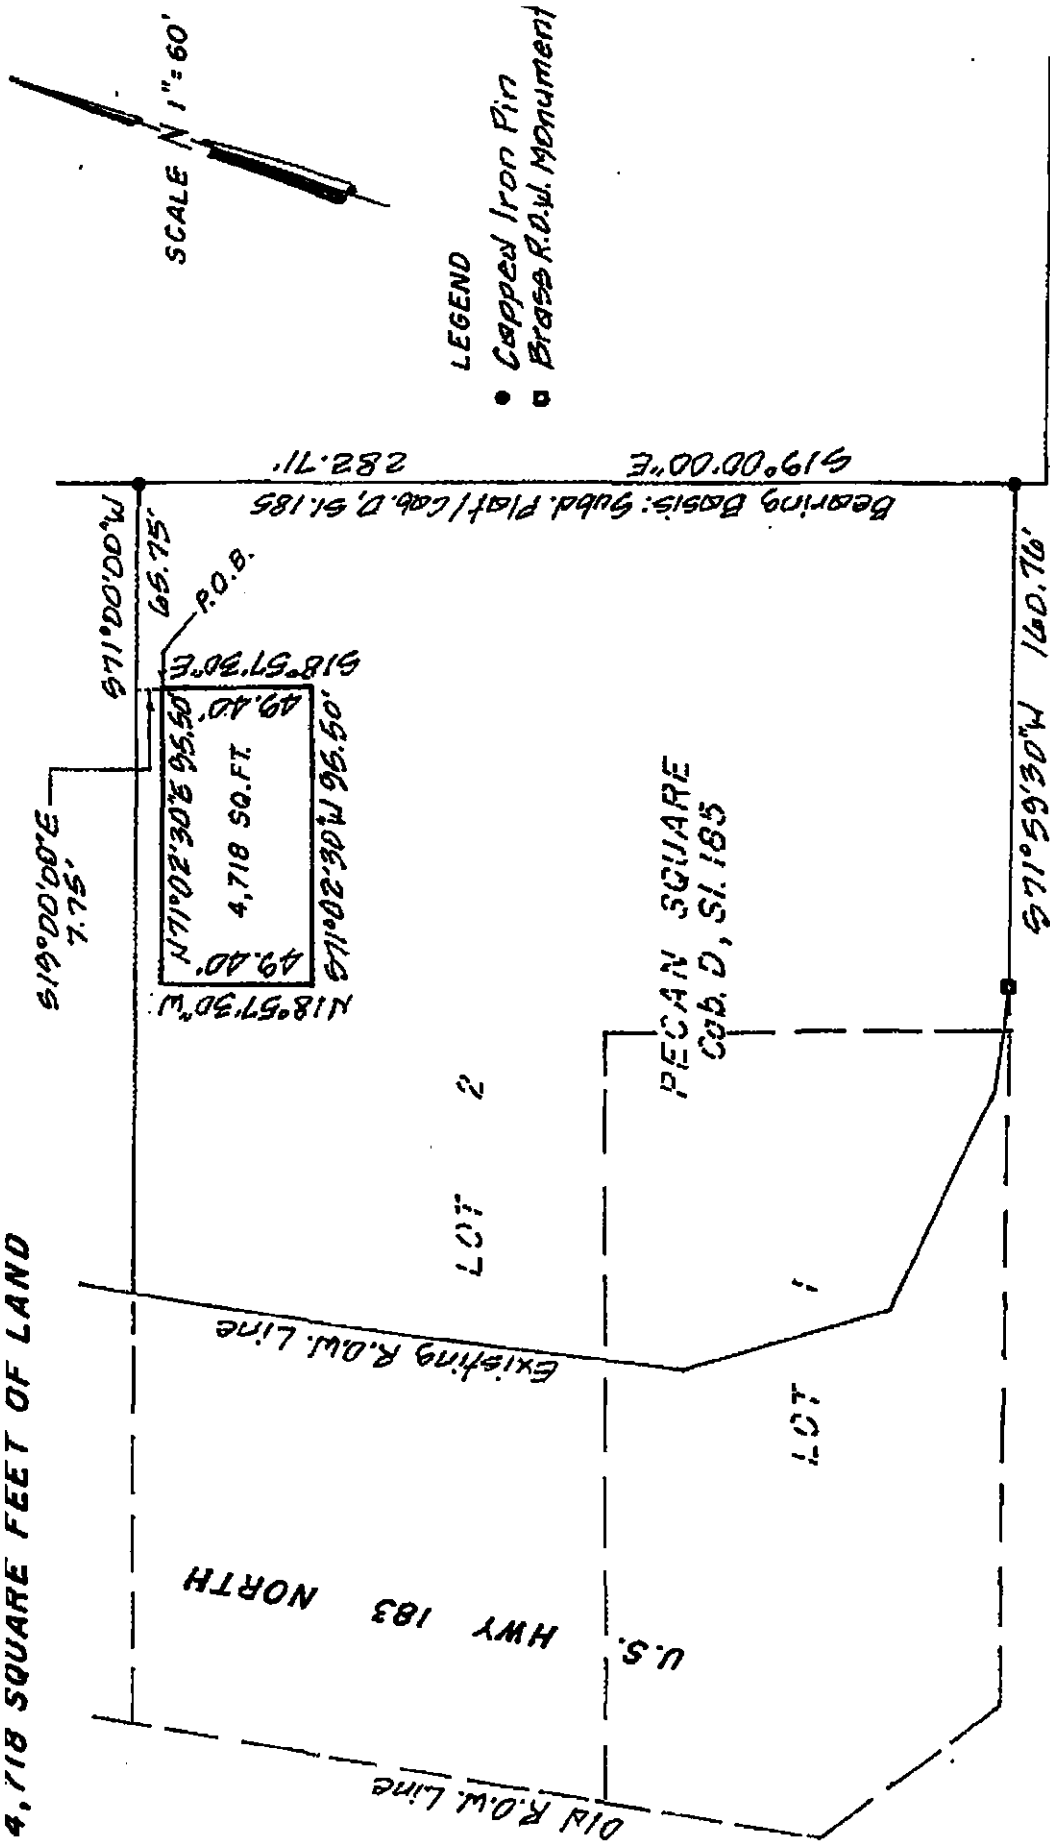 4,718 SQUARE FEET OF LAND
SCALE N 1"=60'
LEGEND
Capped Iron Pin
Brass R.O.W. Monument
S71°00'00"W
65.75'
P.O.B.
S19°00'00"E
7.75'
N71°02'30"E 95.50'
S18°57'30"E
49.40'
4,718 SQ.FT.
49.40'
N18°57'30"W
S71°02'30"W 95.50'
S19°00'00"E 282.71'
Bearing Basis: Subd. Plat/Cab. D, Sl. 185
S71°59'30"W 160.76'
PECAN SQUARE
Cab. D, Sl. 185
LOT 2
LOT 1
Existing R.O.W. Line
U.S. HWY 183 NORTH
Old R.O.W. Line